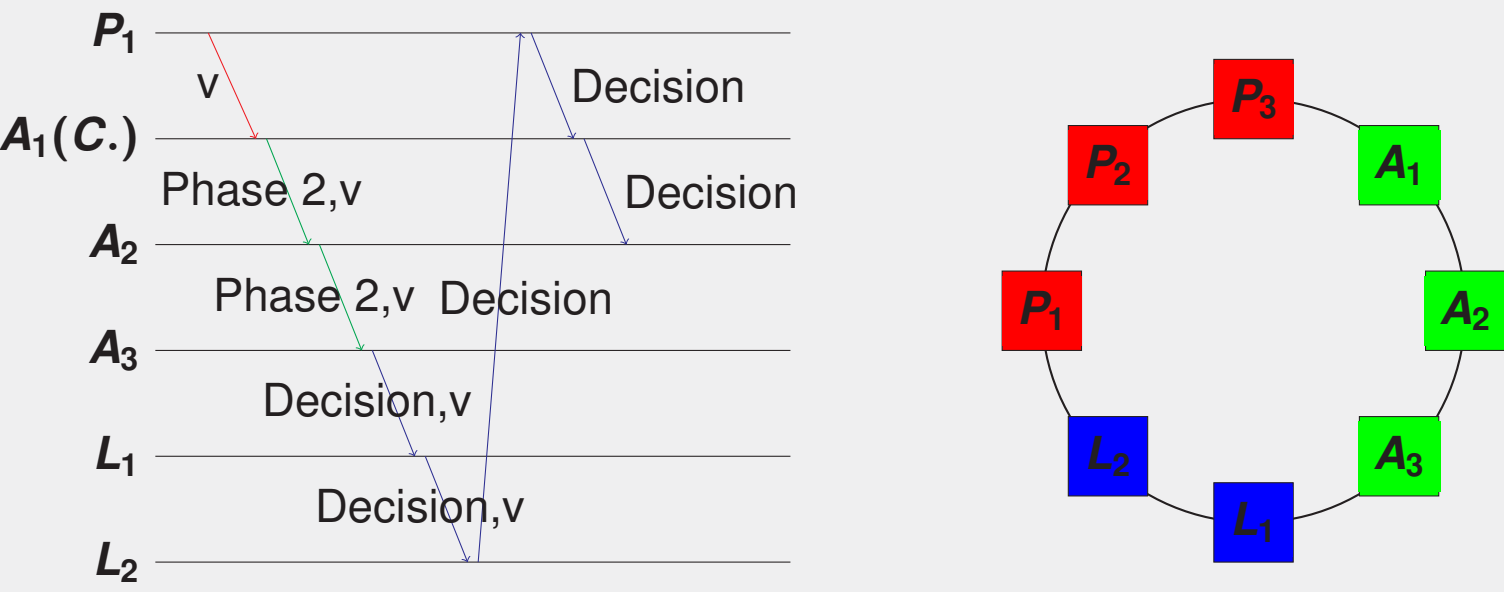 P₁
v
Decision
A₁(C.)
Phase 2,v
Decision
A₂
Phase 2,v
Decision
A₃
Decision,v
L₁
Decision,v
L₂
P₃
P₂
A₁
P₁
A₂
L₂
A₃
L₁